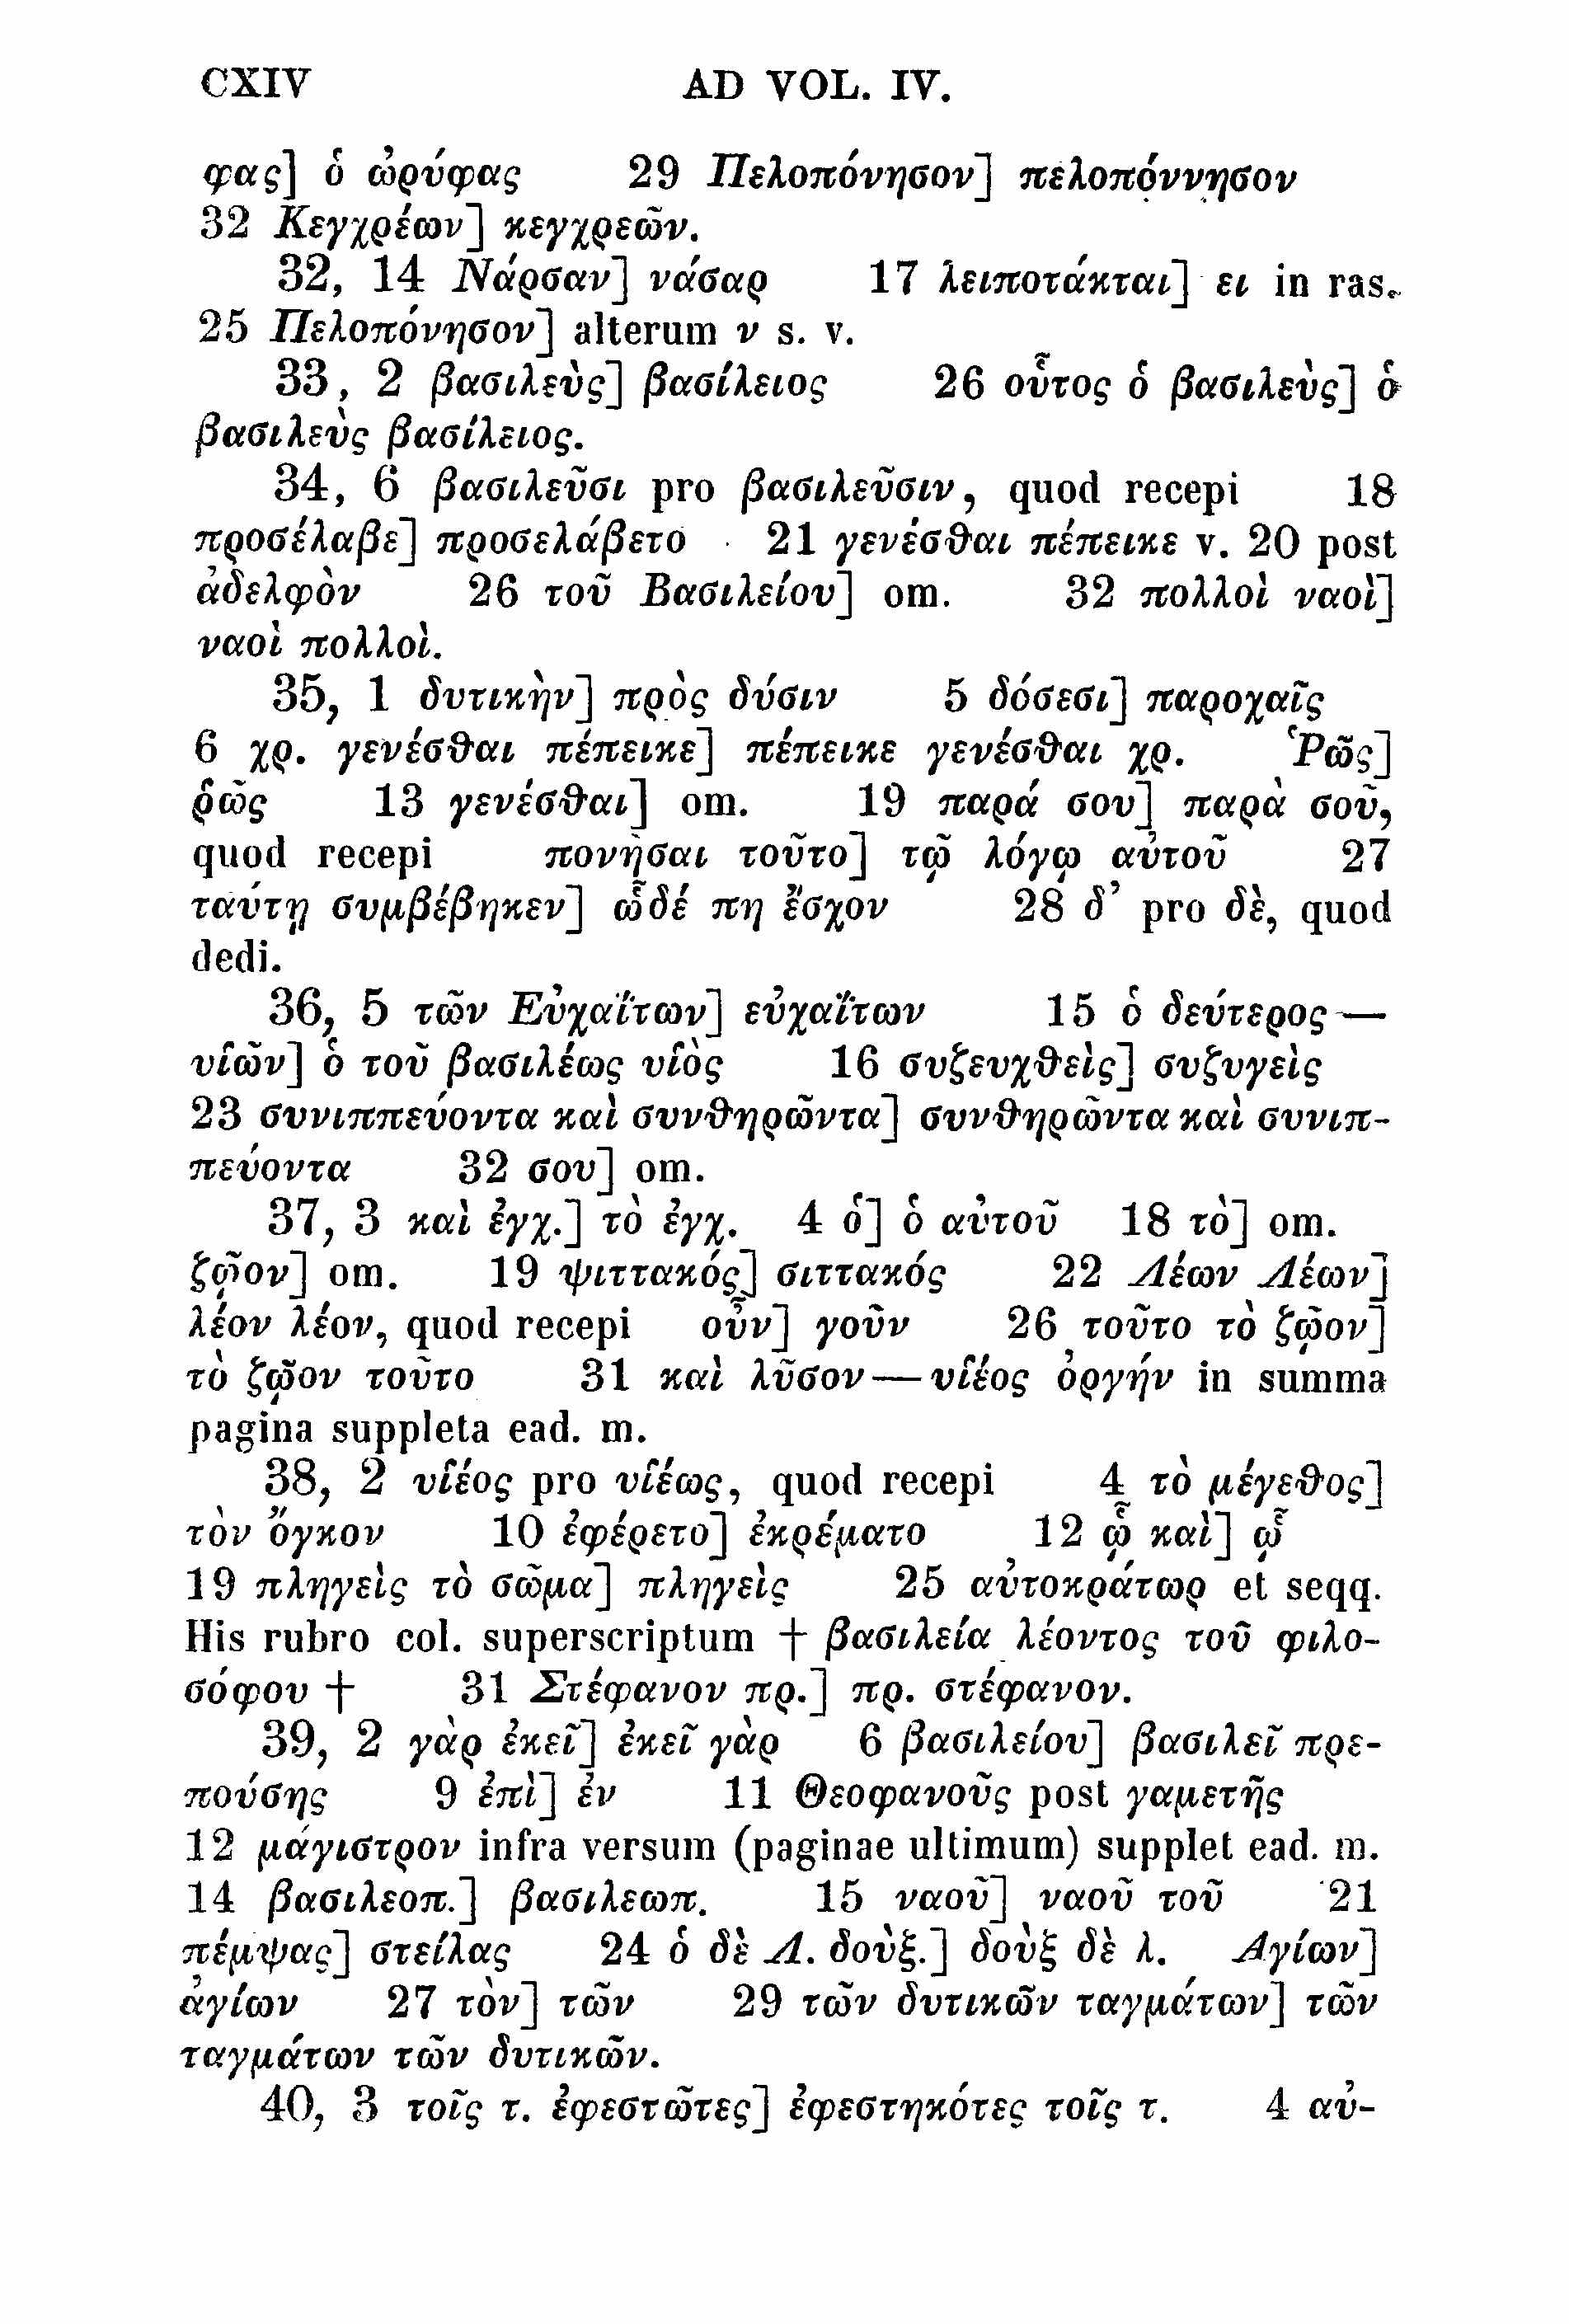 CXIV AD VOL. IV.
φας] ὁ ὠρύφας 29 Πελοπόνησον] πελοπόννησον
32 Κεγχρέων] κεγχρεῶν.
32, 14 Νάρσαν] νάσαρ 17 λειποτάκται] ει in ras.
25 Πελοπόνησον] alterum ν s. v.
33, 2 βασιλεὺς] βασίλειος 26 οὗτος ὁ βασιλεὺς] ὁ
βασιλεὺς βασίλειος.
34, 6 βασιλεῦσι pro βασιλεῦσιν, quod recepi 18
προσέλαβε] προσελάβετο 21 γενέσθαι πέπεικε v. 20 post
ἀδελφὸν 26 τοῦ Βασιλείου] om. 32 πολλοὶ ναοὶ]
ναοὶ πολλοὶ.
35, 1 δυτικὴν] πρὸς δύσιν 5 δόσεσι] παροχαῖς
6 χρ. γενέσθαι πέπεικε] πέπεικε γενέσθαι χρ. Ῥῶς]
ῥῶς 13 γενέσθαι] om. 19 παρά σου] παρὰ σοῦ,
quod recepi πονῆσαι τοῦτο] τῷ λόγῳ αὐτοῦ 27
ταύτῃ συμβέβηκεν] ὧδέ πη ἔσχον 28 δ’ pro δὲ, quod
dedi.
36, 5 τῶν Εὐχαΐτων] εὐχαΐτων 15 ὁ δεύτερος —
υἱῶν] ὁ τοῦ βασιλέως υἱὸς 16 συζευχθεὶς] συζυγεὶς
23 συνιππεύοντα καὶ συνθηρῶντα] συνθηρῶντα καὶ συνιπ-
πεύοντα 32 σου] om.
37, 3 καὶ ἐγχ.] τὸ ἐγχ. 4 ὁ] ὁ αὐτοῦ 18 τὸ] om.
ζῷον] om. 19 ψιττακός] σιττακός 22 Λέων Λέων]
λέον λέον, quod recepi οὖν] γοῦν 26 τοῦτο τὸ ζῷον]
τὸ ζῷον τοῦτο 31 καὶ λῦσον — υἱέος ὀργήν in summa
pagina suppleta ead. m.
38, 2 υἱέος pro υἱέως, quod recepi 4 τὸ μέγεθος]
τὸν ὄγκον 10 ἐφέρετο] ἐκρέματο 12 ᾧ καὶ] ᾧ
19 πληγεὶς τὸ σῶμα] πληγεὶς 25 αὐτοκράτωρ et seqq.
His rubro col. superscriptum † βασιλεία λέοντος τοῦ φιλο-
σόφου † 31 Στέφανον πρ.] πρ. στέφανον.
39, 2 γὰρ ἐκεῖ] ἐκεῖ γὰρ 6 βασιλείου] βασιλεῖ πρε-
πούσης 9 ἐπὶ] ἐν 11 Θεοφανοῦς post γαμετῆς
12 μάγιστρον infra versum (paginae ultimum) supplet ead. m.
14 βασιλεοπ.] βασιλεωπ. 15 ναοῦ] ναοῦ τοῦ 21
πέμψας] στείλας 24 ὁ δὲ Λ. δοὺξ.] δοὺξ δὲ λ. Ἁγίων]
ἁγίων 27 τὸν] τῶν 29 τῶν δυτικῶν ταγμάτων] τῶν
ταγμάτων τῶν δυτικῶν.
40, 3 τοῖς τ. ἐφεστῶτες] ἐφεστηκότες τοῖς τ. 4 αὐ-